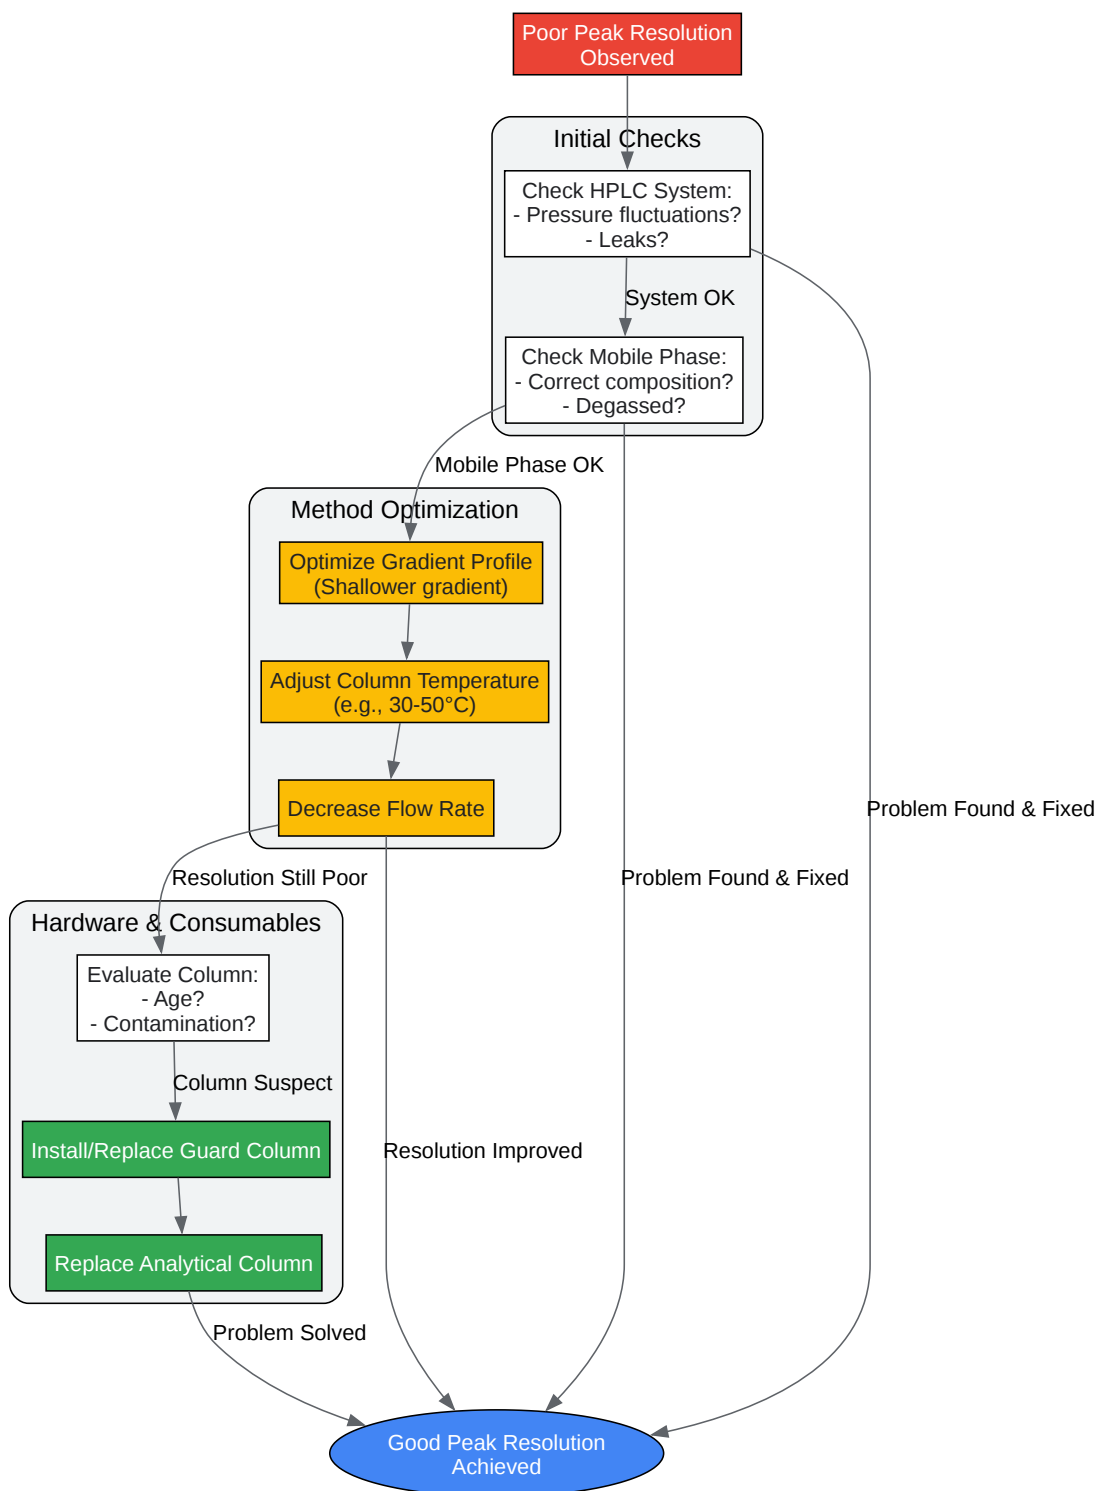 Poor Peak Resolution
Observed
Initial Checks
Check HPLC System:
- Pressure fluctuations?
- Leaks?
System OK
Check Mobile Phase:
- Correct composition?
- Degassed?
Mobile Phase OK
Method Optimization
Optimize Gradient Profile
(Shallower gradient)
Adjust Column Temperature
(e.g., 30-50°C)
Decrease Flow Rate
Problem Found & Fixed
Resolution Still Poor
Problem Found & Fixed
Hardware & Consumables
Evaluate Column:
- Age?
- Contamination?
Column Suspect
Install/Replace Guard Column
Resolution Improved
Replace Analytical Column
Problem Solved
Good Peak Resolution
Achieved